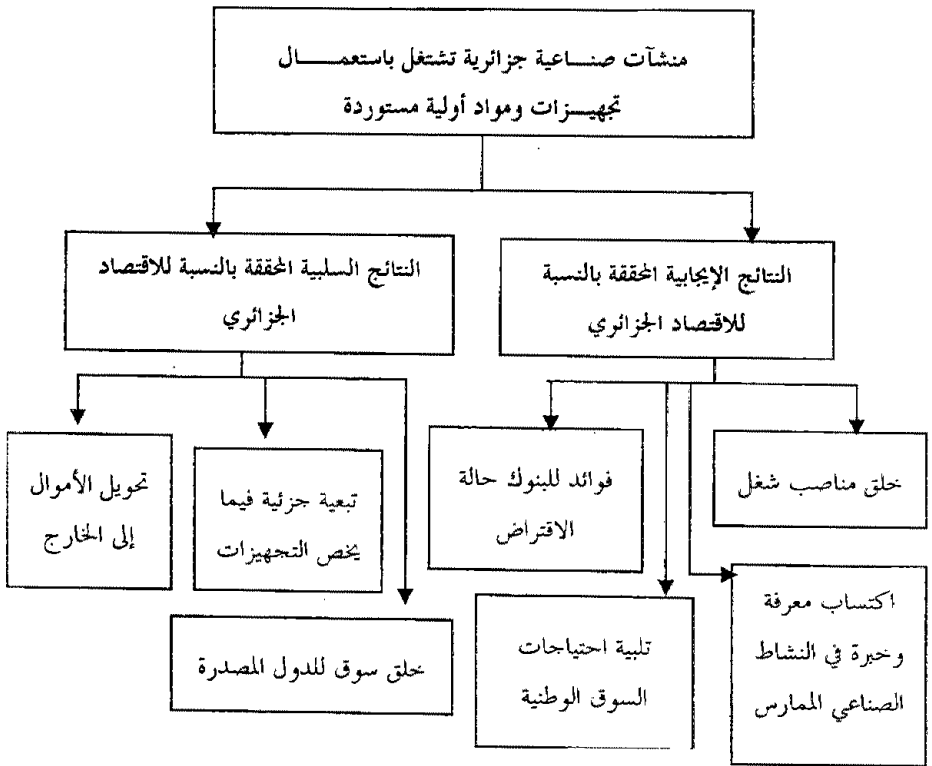 منشآت صناعية جزائرية تشتغل باستعمال
تجهيزات ومواد أولية مستوردة
النتائج الإيجابية المحققة بالنسبة
للاقتصاد الجزائري
النتائج السلبية المحققة بالنسبة للاقتصاد
الجزائري
خلق مناصب شغل
فوائد للبنوك حالة
الاقتراض
تبعية جزئية فيما
يخص التجهيزات
تحويل الأموال
إلى الخارج
اكتساب معرفة
وخبرة في النشاط
الصناعي الممارس
تلبية احتياجات
السوق الوطنية
خلق سوق للدول المصدرة